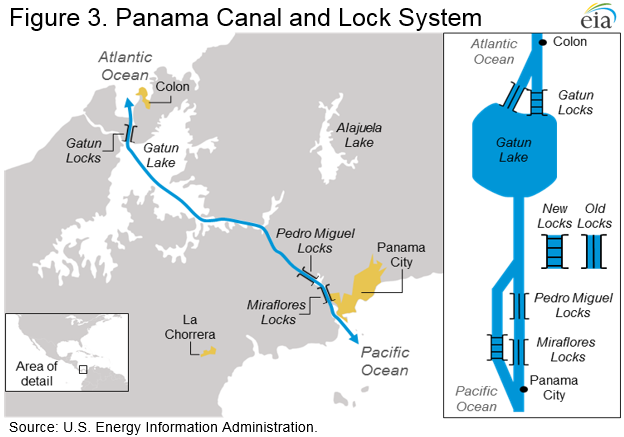 Figure 3. Panama Canal and Lock System
eia
Atlantic
Ocean
Colon
Gatun
Locks
Gatun
Lake
Alajuela
Lake
Pedro Miguel
Locks
Panama
City
Miraflores
Locks
La
Chorrera
Pacific
Ocean
Area of
detail
Atlantic
Ocean
Colon
Gatun
Locks
Gatun
Lake
New
Locks
Old
Locks
Pedro Miguel
Locks
Miraflores
Locks
Panama
City
Pacific
Ocean
Source: U.S. Energy Information Administration.